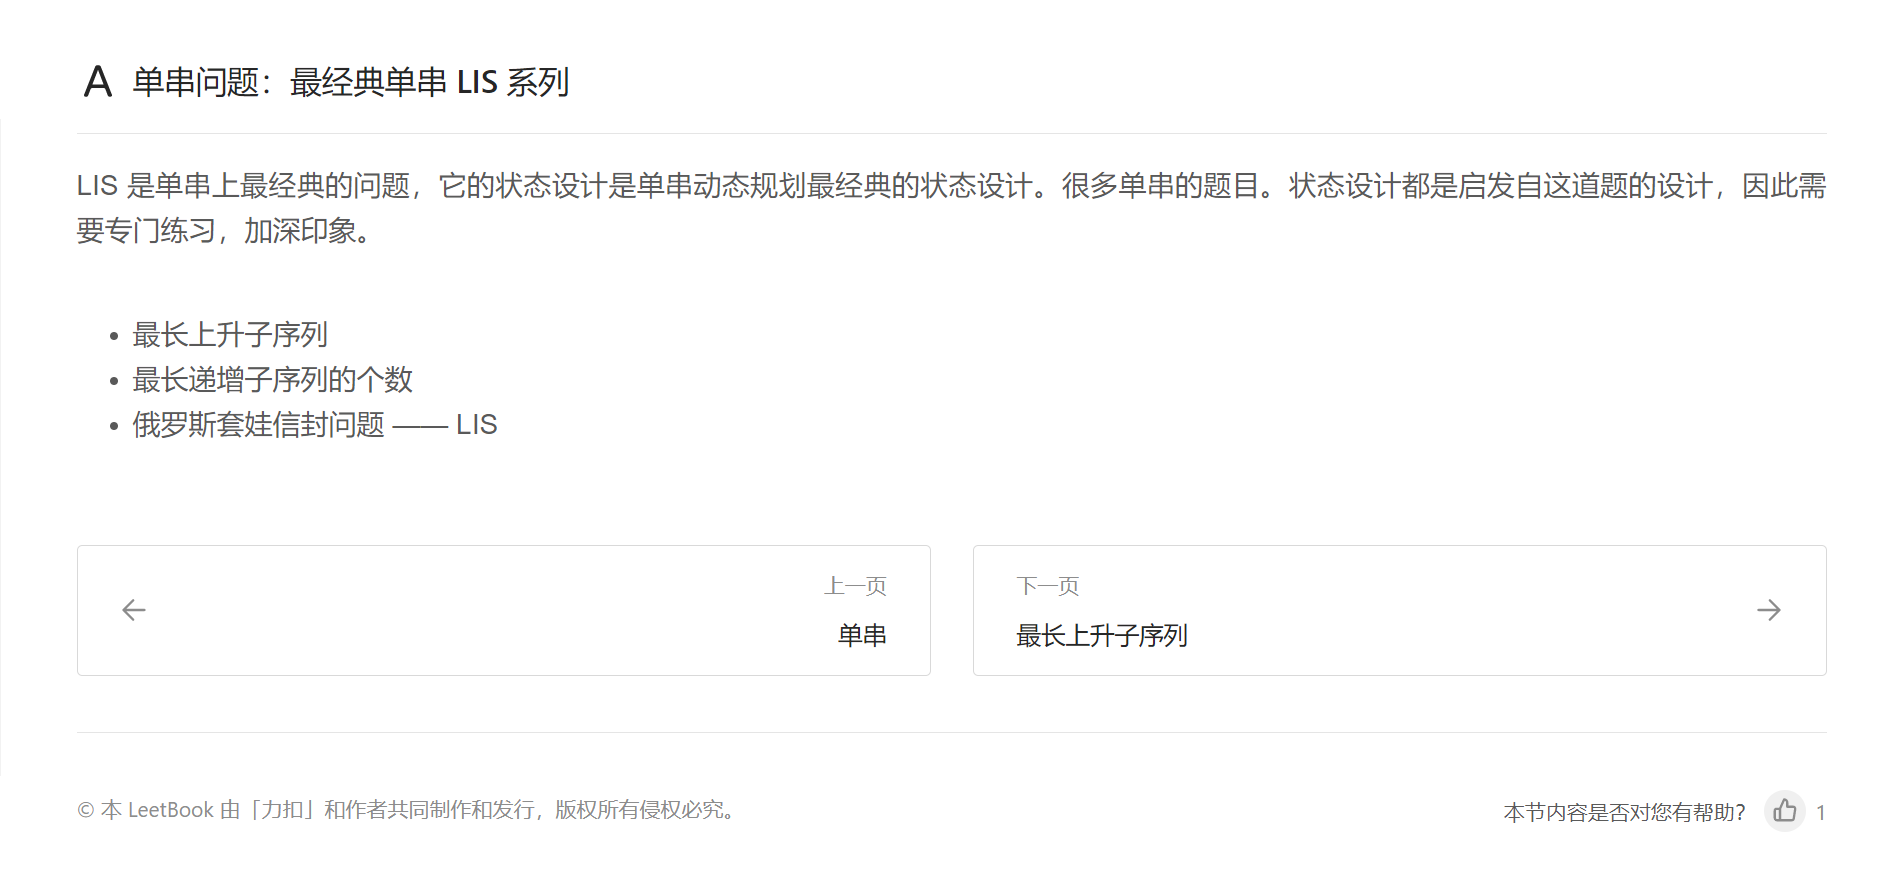 A 单串问题：最经典单串 LIS 系列
LIS 是单串上最经典的问题，它的状态设计是单串动态规划最经典的状态设计。很多单串的题目。状态设计都是启发自这道题的设计，因此需
要专门练习，加深印象。
• 最长上升子序列
• 最长递增子序列的个数
• 俄罗斯套娃信封问题 —— LIS
上一页
单串
下一页
最长上升子序列
© 本 LeetBook 由「力扣」和作者共同制作和发行，版权所有侵权必究。
本节内容是否对您有帮助？ 1